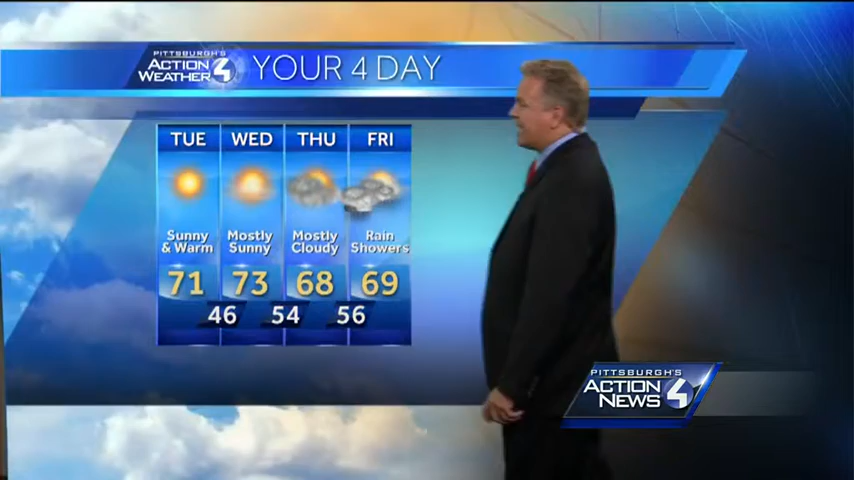 PITTSBURGH'S
ACTION
WEATHER 4
YOUR 4 DAY
TUE WED THU FRI
Sunny & Warm
Mostly Sunny
Mostly Cloudy
Rain Showers
71 73 68 69
46 54 56
PITTSBURGH'S
ACTION
NEWS 4